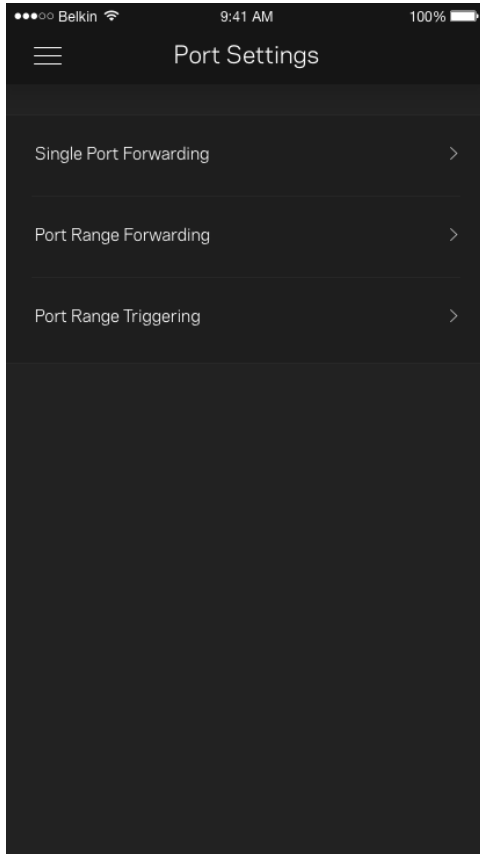 ●●●○○ Belkin 9:41 AM 100%
Port Settings
Single Port Forwarding
Port Range Forwarding
Port Range Triggering